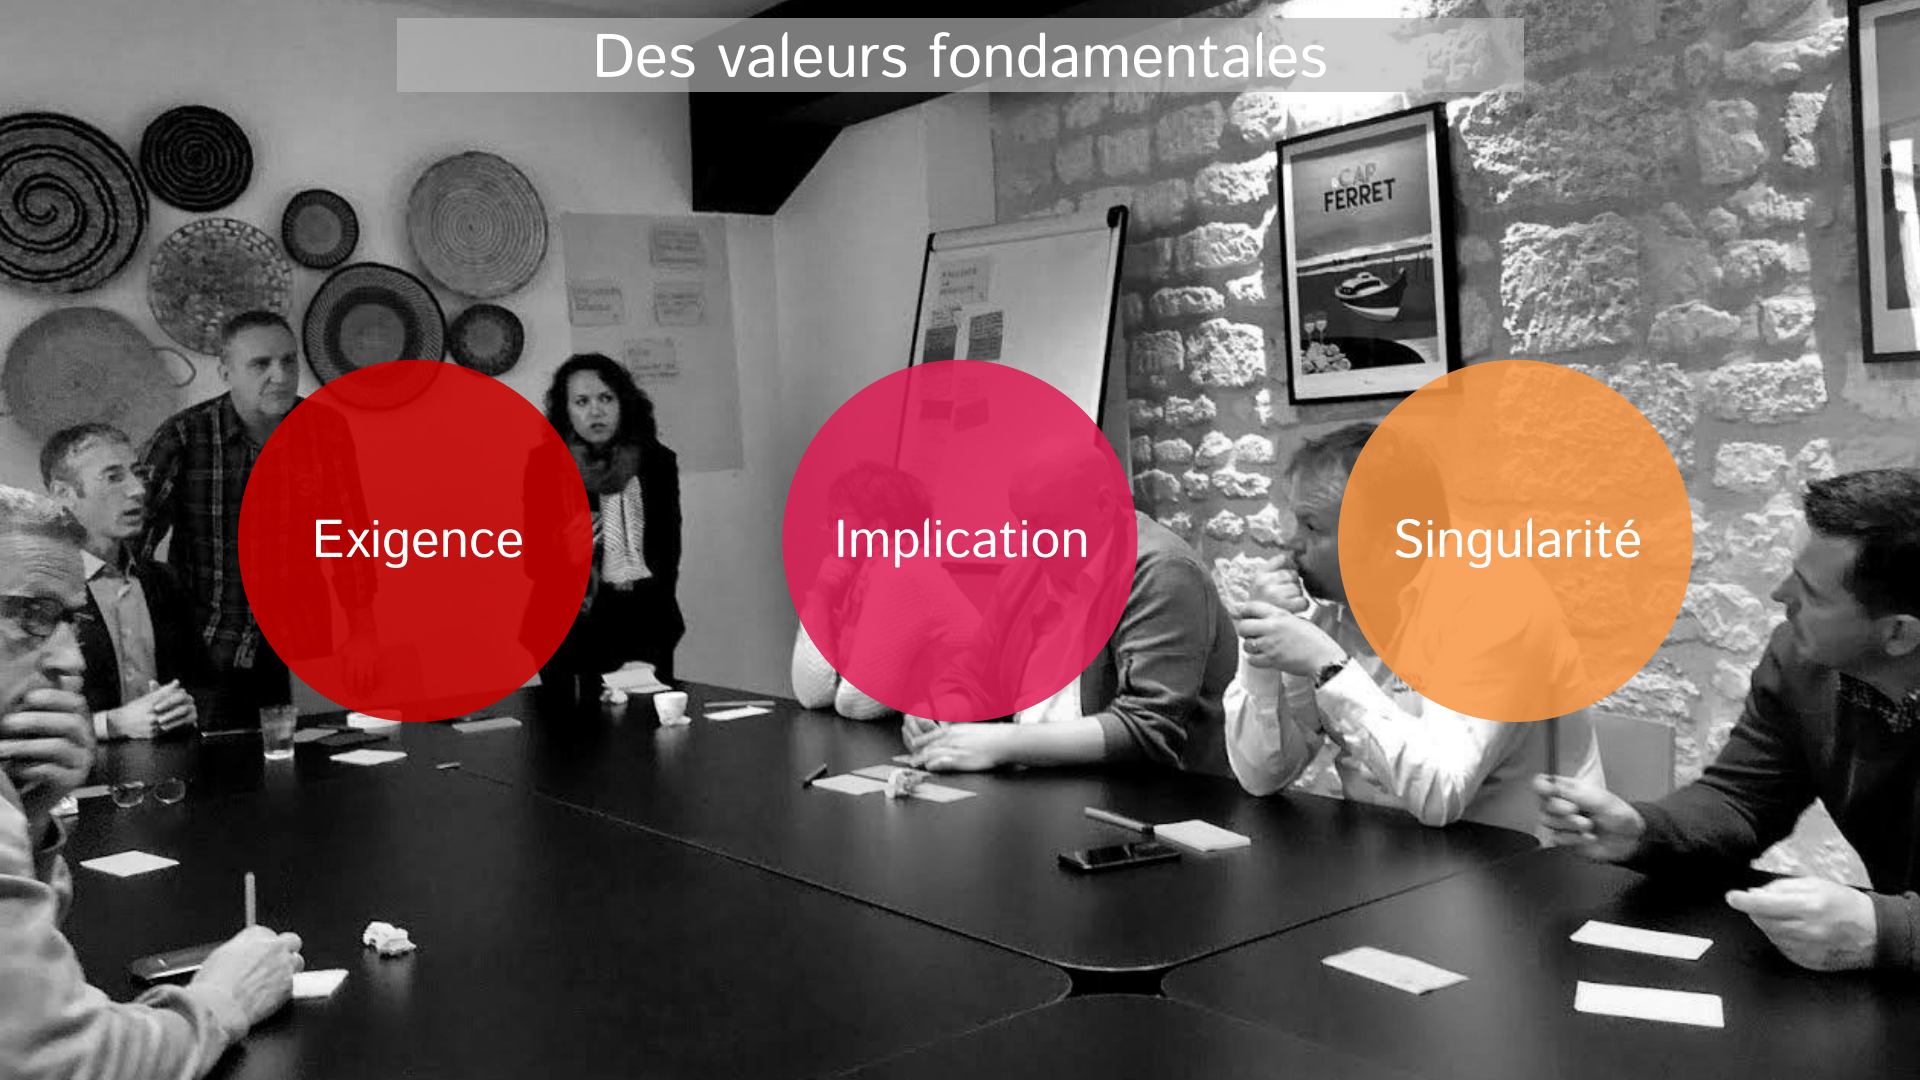 Des valeurs fondamentales
CAP
FERRET
Exigence
Implication
Singularité